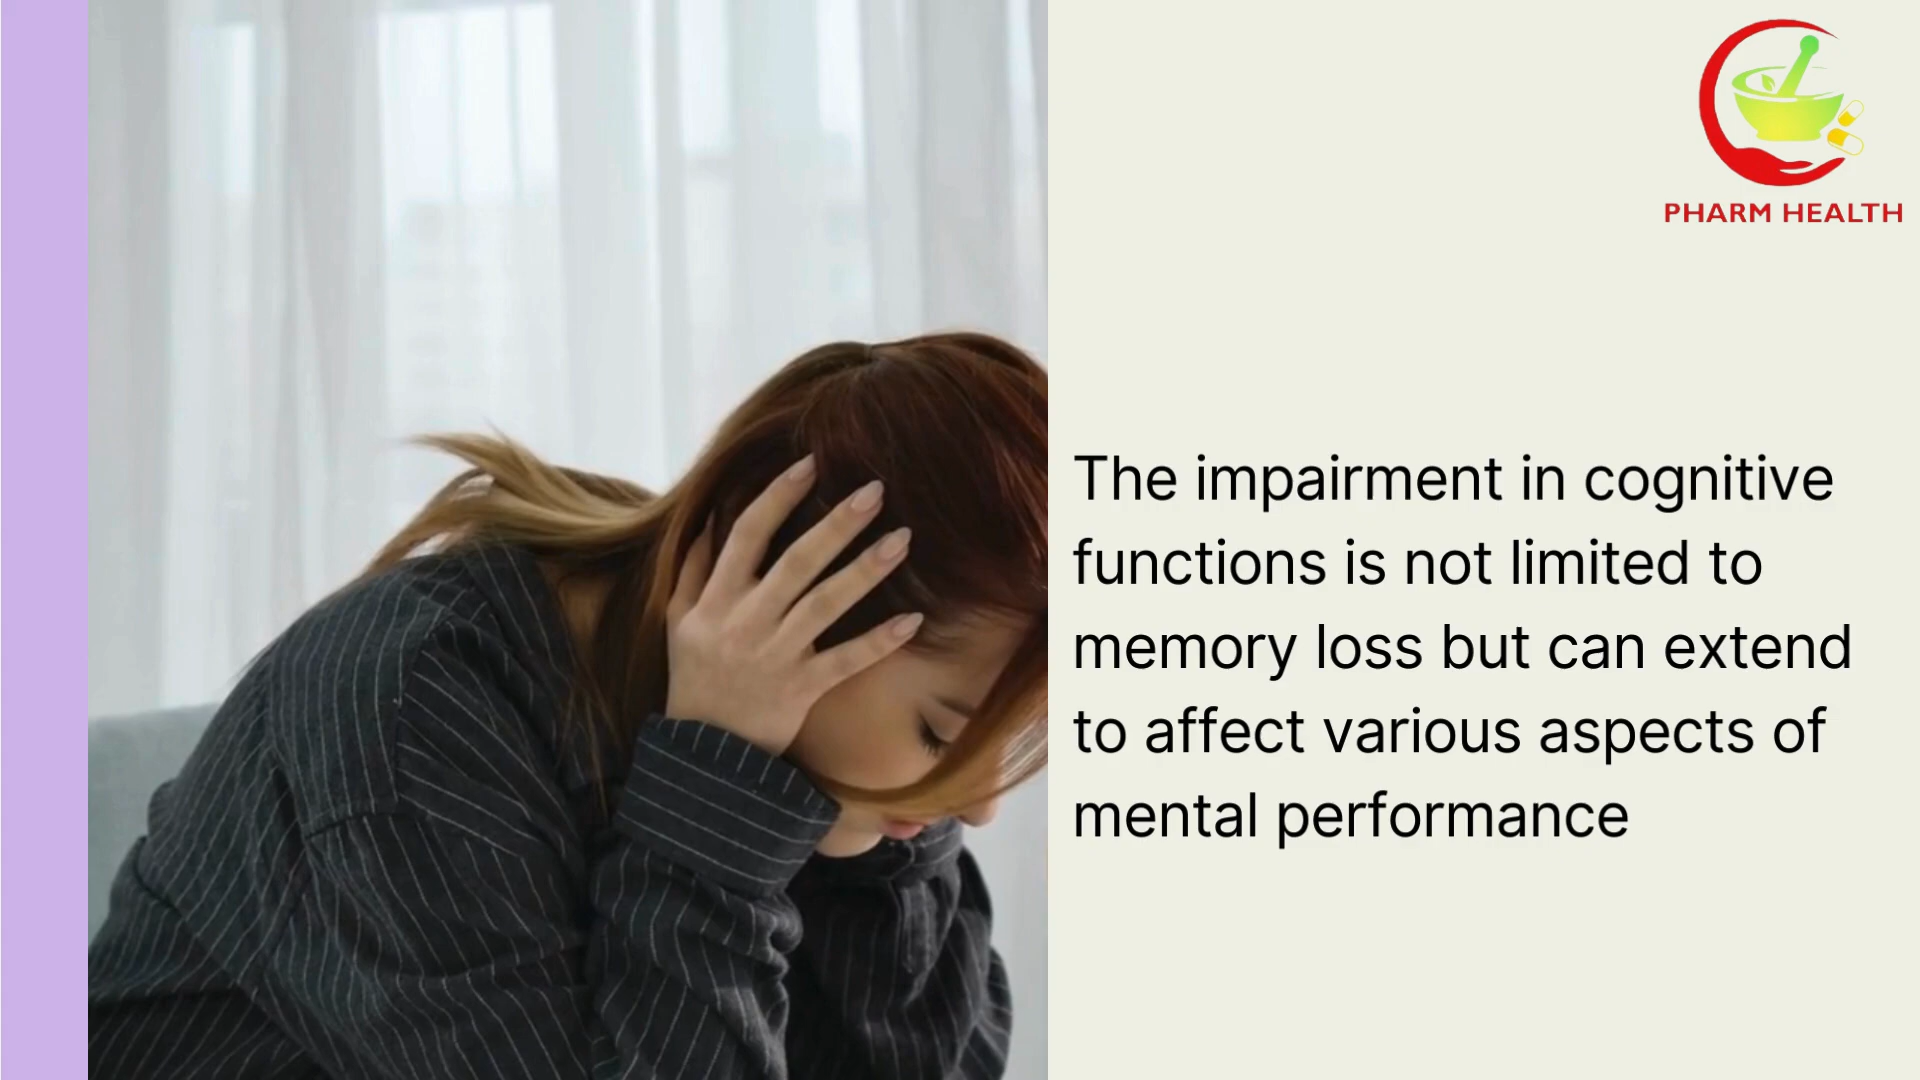 PHARM HEALTH
The impairment in cognitive
functions is not limited to
memory loss but can extend
to affect various aspects of
mental performance